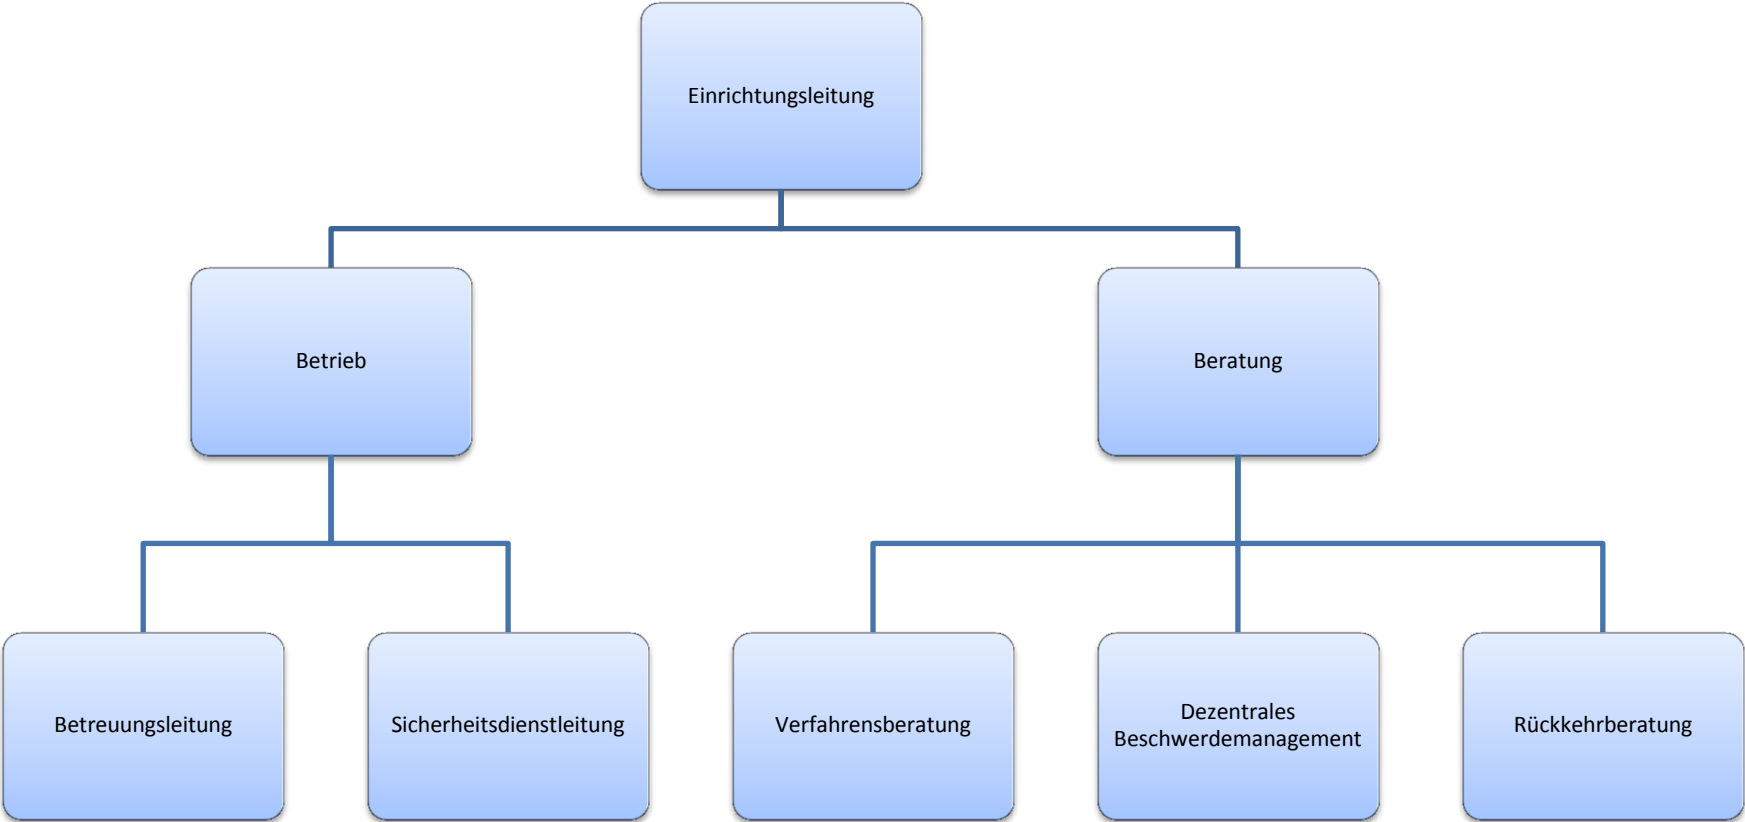 Einrichtungsleitung
Betrieb
Beratung
Betreuungsleitung
Sicherheitsdienstleitung
Verfahrensberatung
Dezentrales
Beschwerdemanagement
Rückkehrberatung